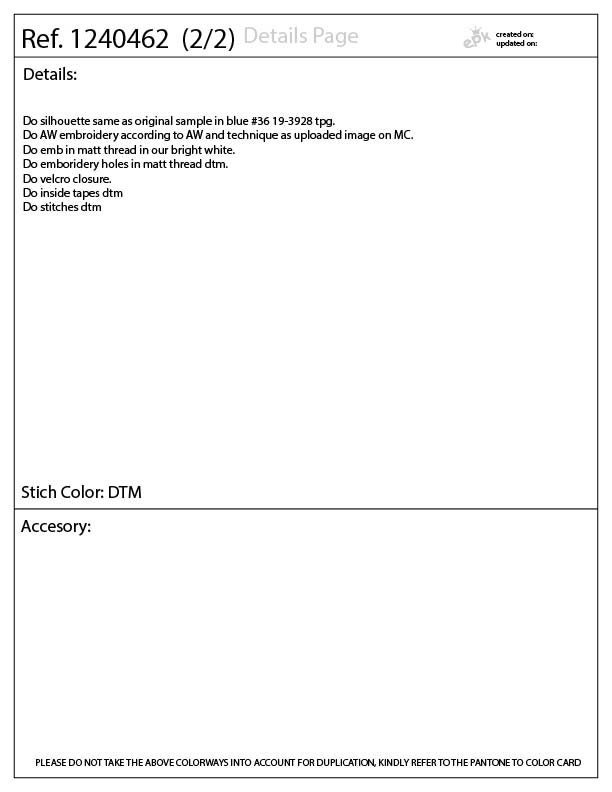 Ref. 1240462 (2/2) Details Page
epk
created on:
updated on:
Details:
Do silhouette same as original sample in blue #36 19-3928 tpg.
Do AW embroidery according to AW and technique as uploaded image on MC.
Do emb in matt thread in our bright white.
Do emboridery holes in matt thread dtm.
Do velcro closure.
Do inside tapes dtm
Do stitches dtm
Stich Color: DTM
Accesory:
PLEASE DO NOT TAKE THE ABOVE COLORWAYS INTO ACCOUNT FOR DUPLICATION, KINDLY REFER TO THE PANTONE TO COLOR CARD